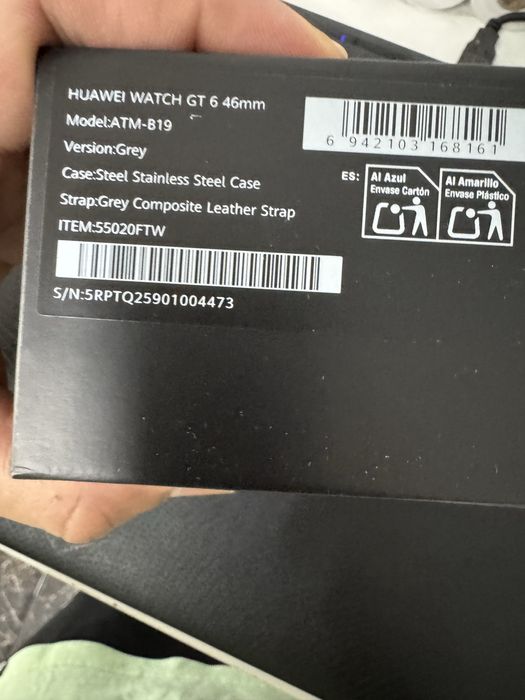 HUAWEI WATCH GT 6 46mm
Model:ATM-B19
Version:Grey
Case:Steel Stainless Steel Case
Strap:Grey Composite Leather Strap
ITEM:55020FTW
S/N:5RPTQ25901004473
6 942103 168161
ES:
Al Azul
Envase Cartón
Al Amarillo
Envase Plástico